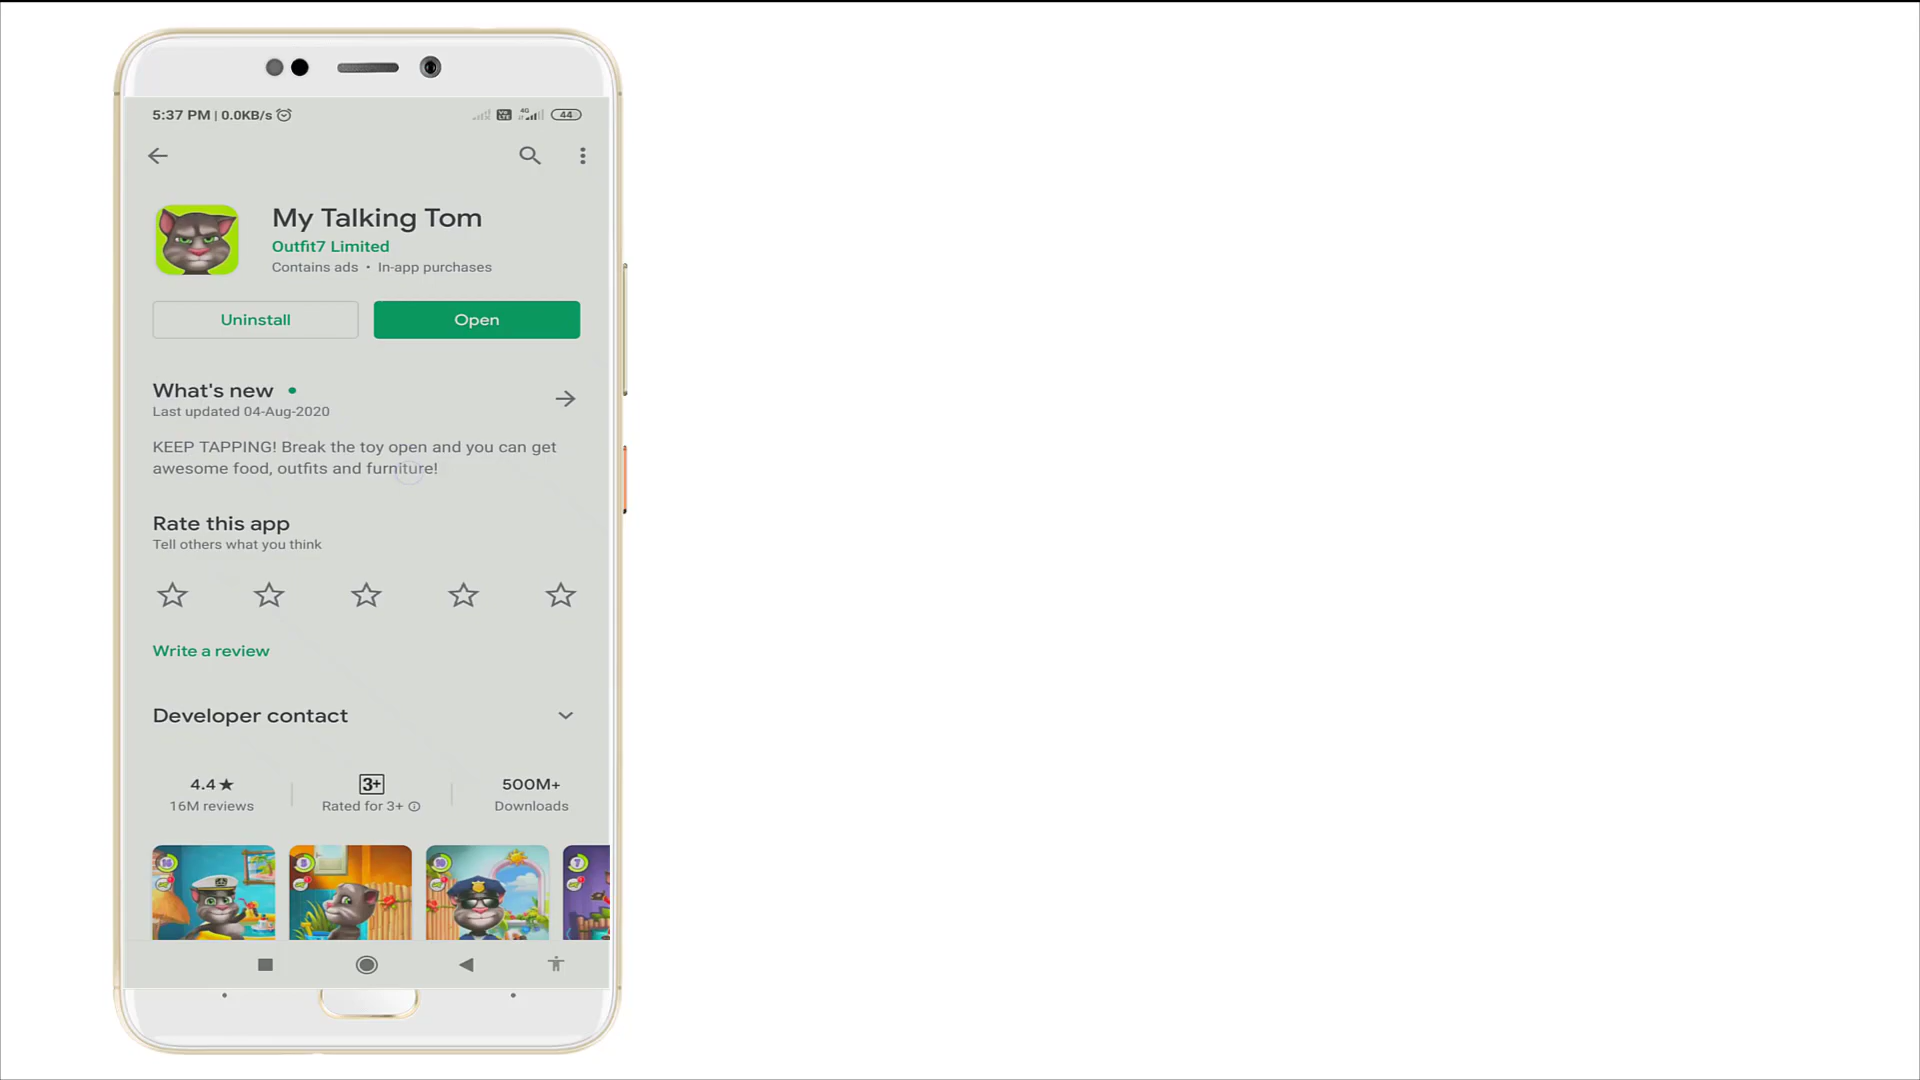 5:37 PM | 0.0KB/s
4G
44
My Talking Tom
Outfit7 Limited
Contains ads • In-app purchases
Uninstall
Open
What's new •
Last updated 04-Aug-2020
KEEP TAPPING! Break the toy open and you can get
awesome food, outfits and furniture!
Rate this app
Tell others what you think
Write a review
Developer contact
4.4★
3+
500M+
16M reviews
Rated for 3+
Downloads
7